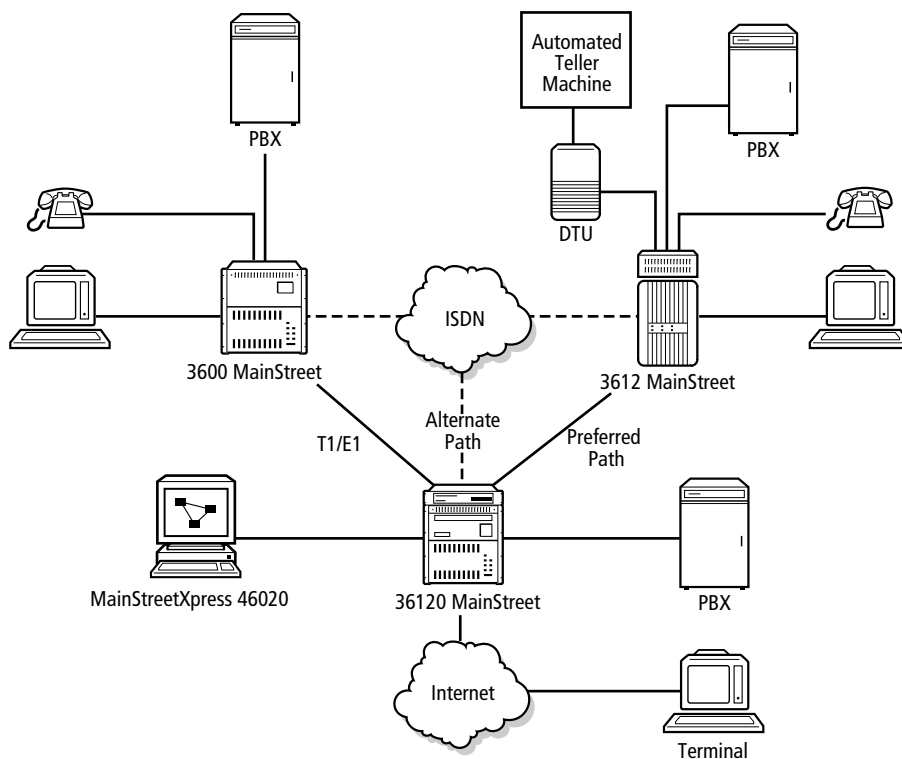 Automated
Teller
Machine
PBX
PBX
DTU
ISDN
3600 MainStreet
3612 MainStreet
Alternate
Path
T1/E1
Preferred
Path
MainStreetXpress 46020
36120 MainStreet
PBX
Internet
Terminal